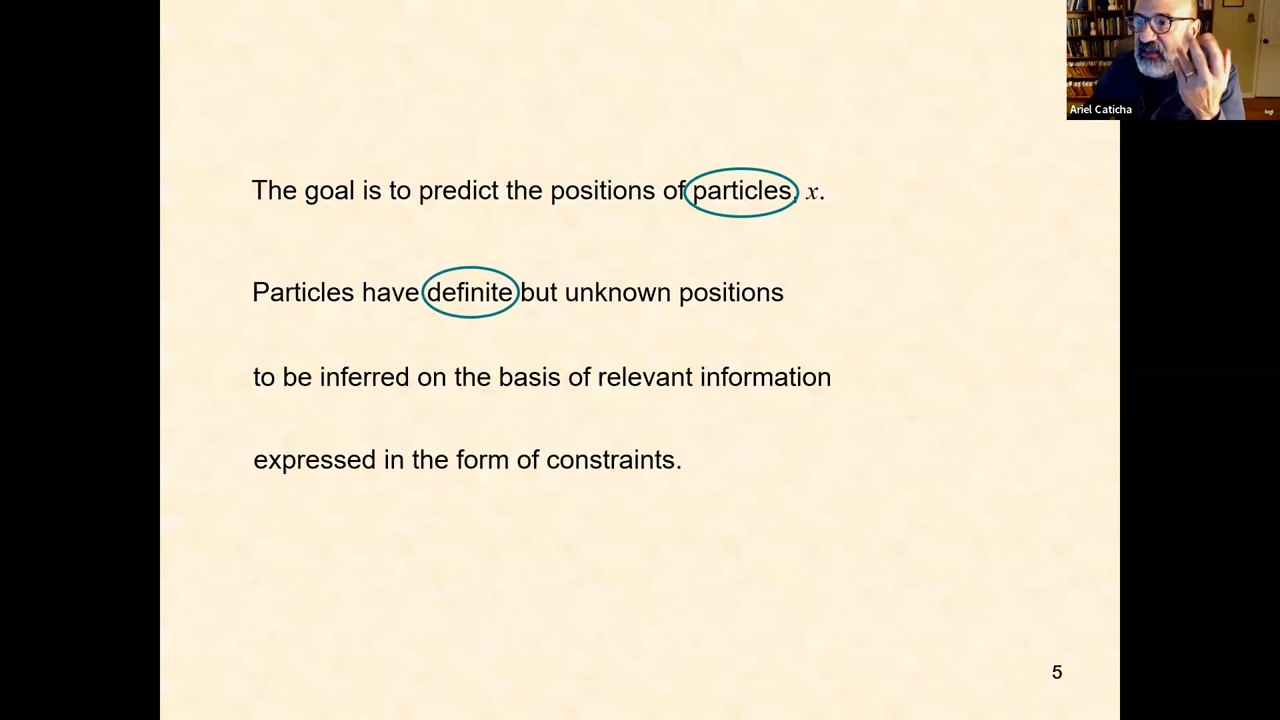 Ariel Caticha
logi
The goal is to predict the positions of particles, x.
Particles have definite but unknown positions
to be inferred on the basis of relevant information
expressed in the form of constraints.
5